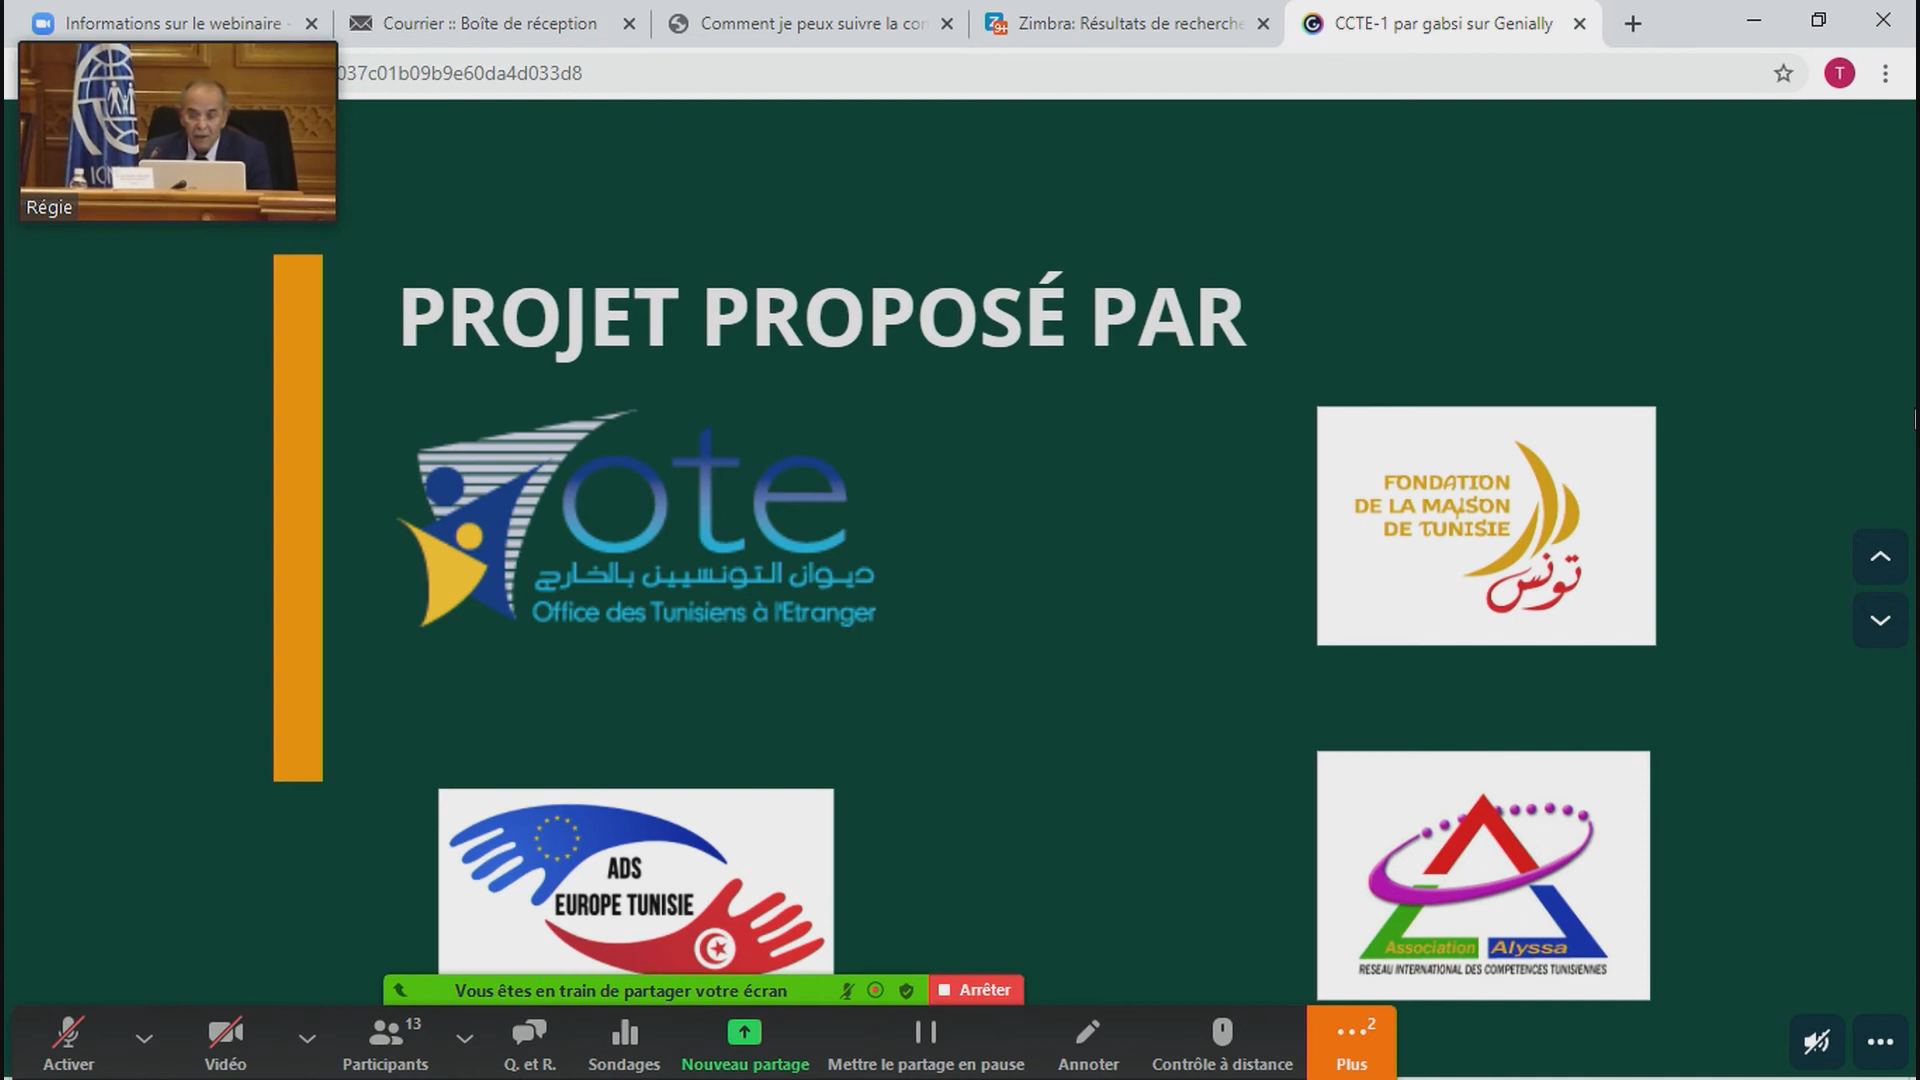 Informations sur le webinaire -
Courrier :: Boîte de réception
Comment je peux suivre la con
Zimbra: Résultats de recherche
CCTE-1 par gabsi sur Genially
037c01b09b9e60da4d033d8
T
Régie
PROJET PROPOSÉ PAR
ote
ديوان التونسيين بالخارج
Office des Tunisiens à l'Etranger
FONDATION
DE LA MAISON
DE TUNISIE
تونس
ADS
EUROPE TUNISIE
Association Alyssa
RESEAU INTERNATIONAL DES COMPETENCES TUNISIENNES
Vous êtes en train de partager votre écran
Arrêter
Activer
Vidéo
13
Participants
Q. et R.
Sondages
Nouveau partage
Mettre le partage en pause
Annoter
Contrôle à distance
2
Plus